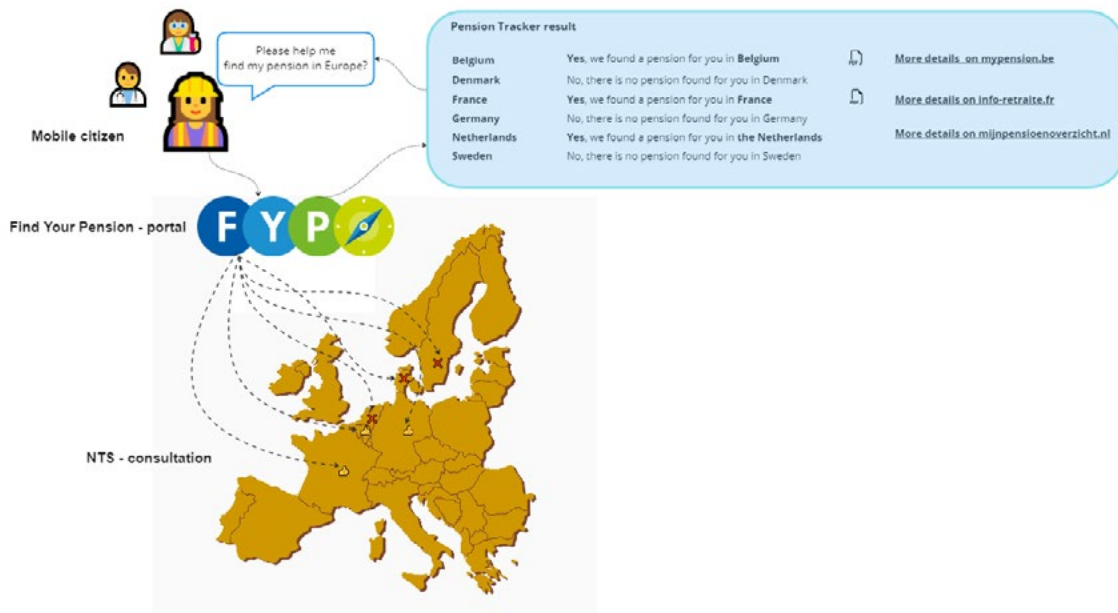 Pension Tracker result
Please help me
find my pension in Europe?
Belgium Yes, we found a pension for you in Belgium More details on mypension.be
Denmark No, there is no pension found for you in Denmark
France Yes, we found a pension for you in France More details on info-retraite.fr
Germany No, there is no pension found for you in Germany
Netherlands Yes, we found a pension for you in the Netherlands More details on mijnpensioenoverzicht.nl
Sweden No, there is no pension found for you in Sweden
Mobile citizen
Find Your Pension - portal
FYP
NTS - consultation